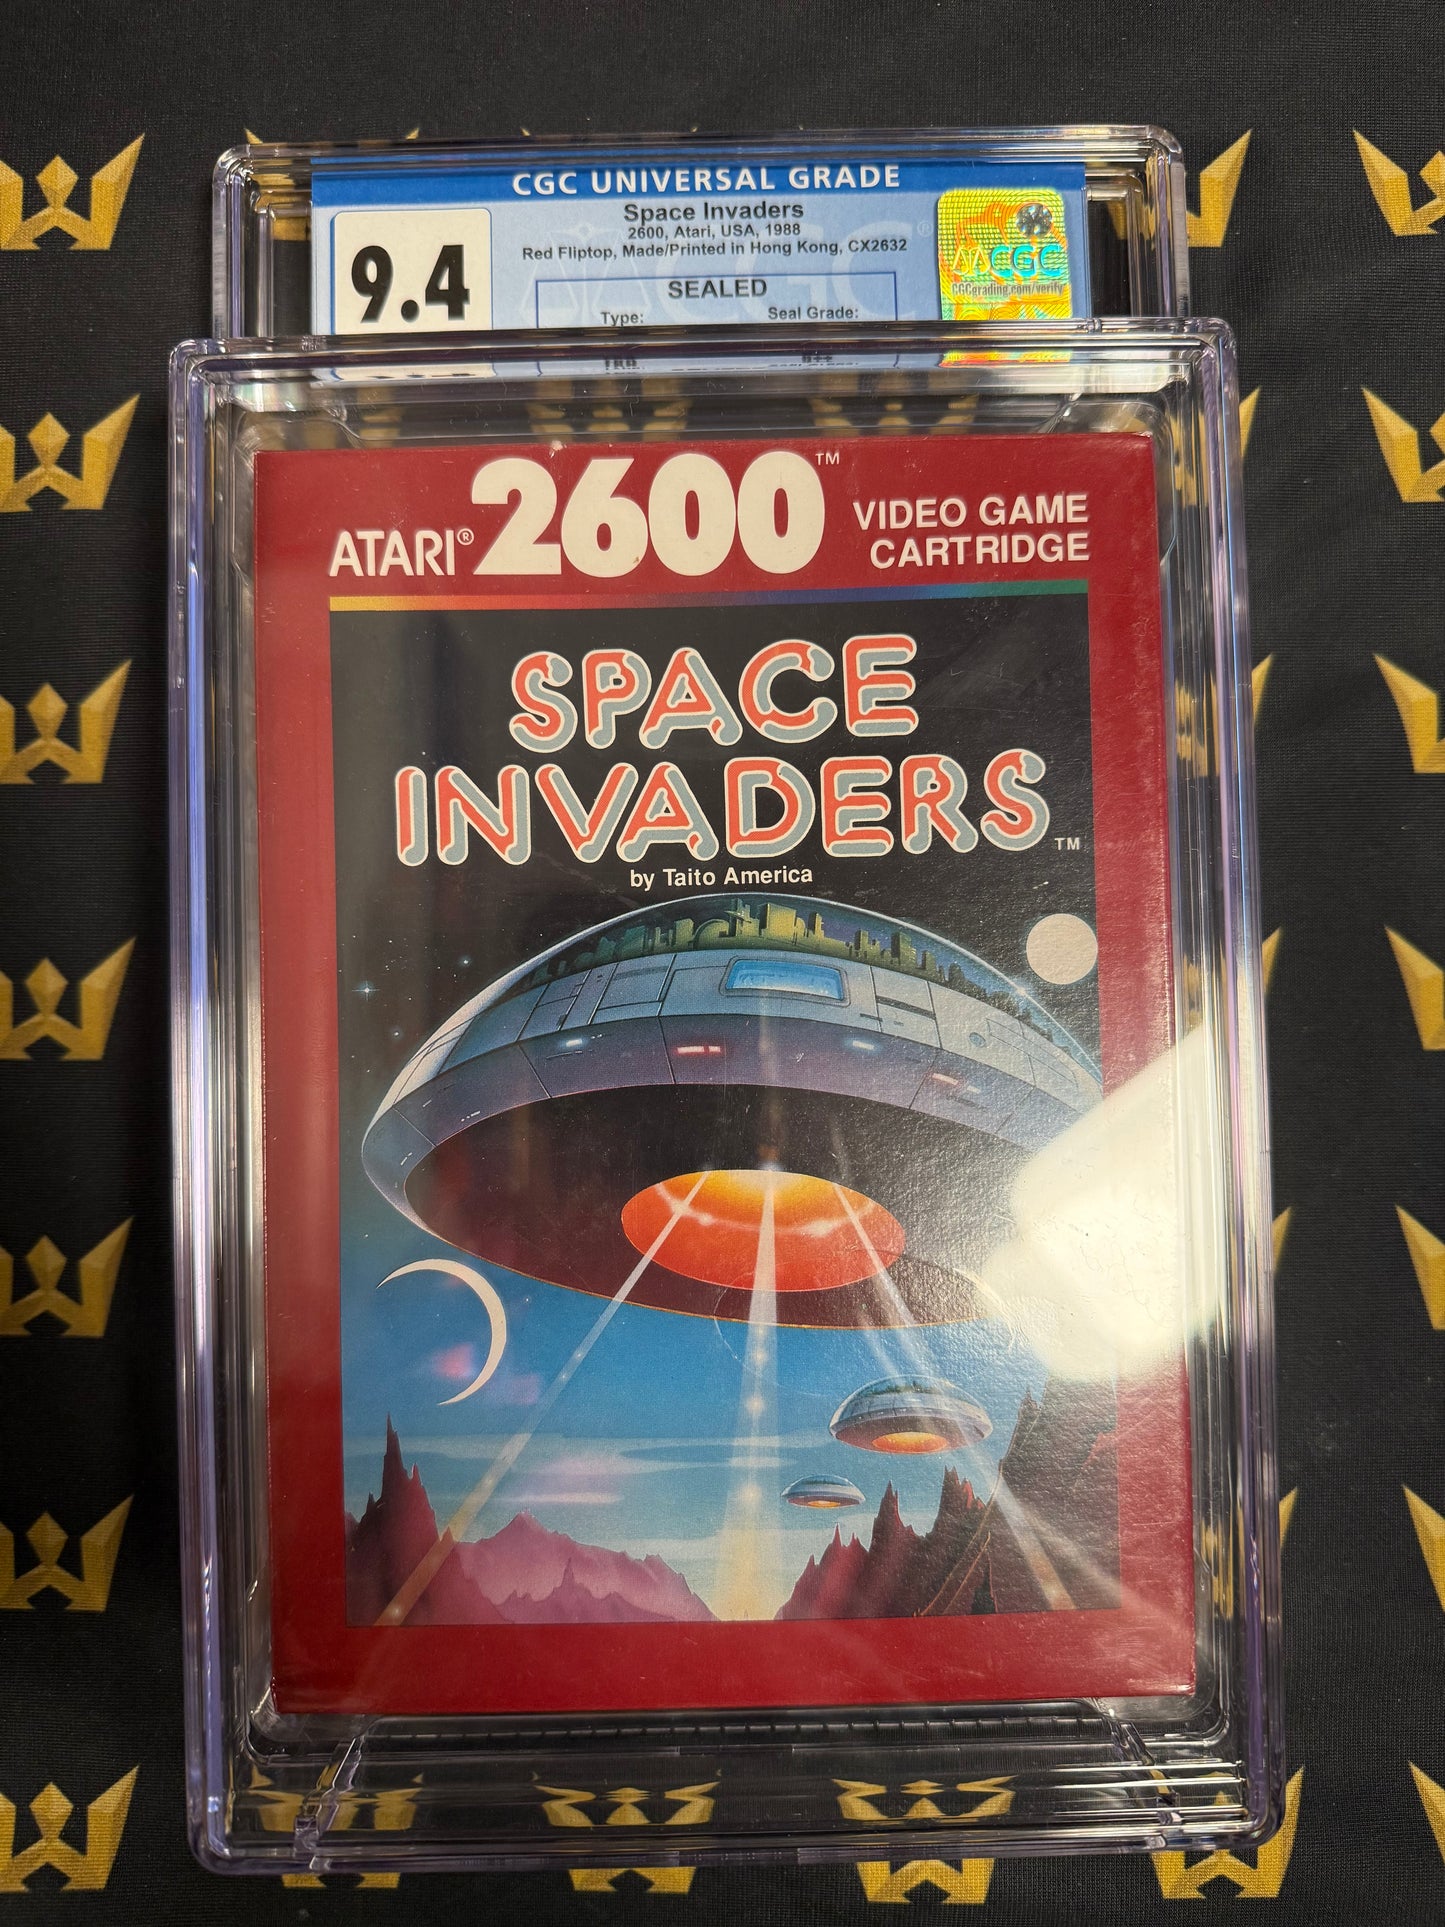 CGC UNIVERSAL GRADE
9.4
Space Invaders
2600, Atari, USA, 1988
Red Fliptop, Made/Printed in Hong Kong, CX2632
SEALED
Type:
Seal Grade:
CGC
CGCgrading.com/verify
ATARI® 2600™ VIDEO GAME
CARTRIDGE
SPACE
INVADERS™
by Taito America